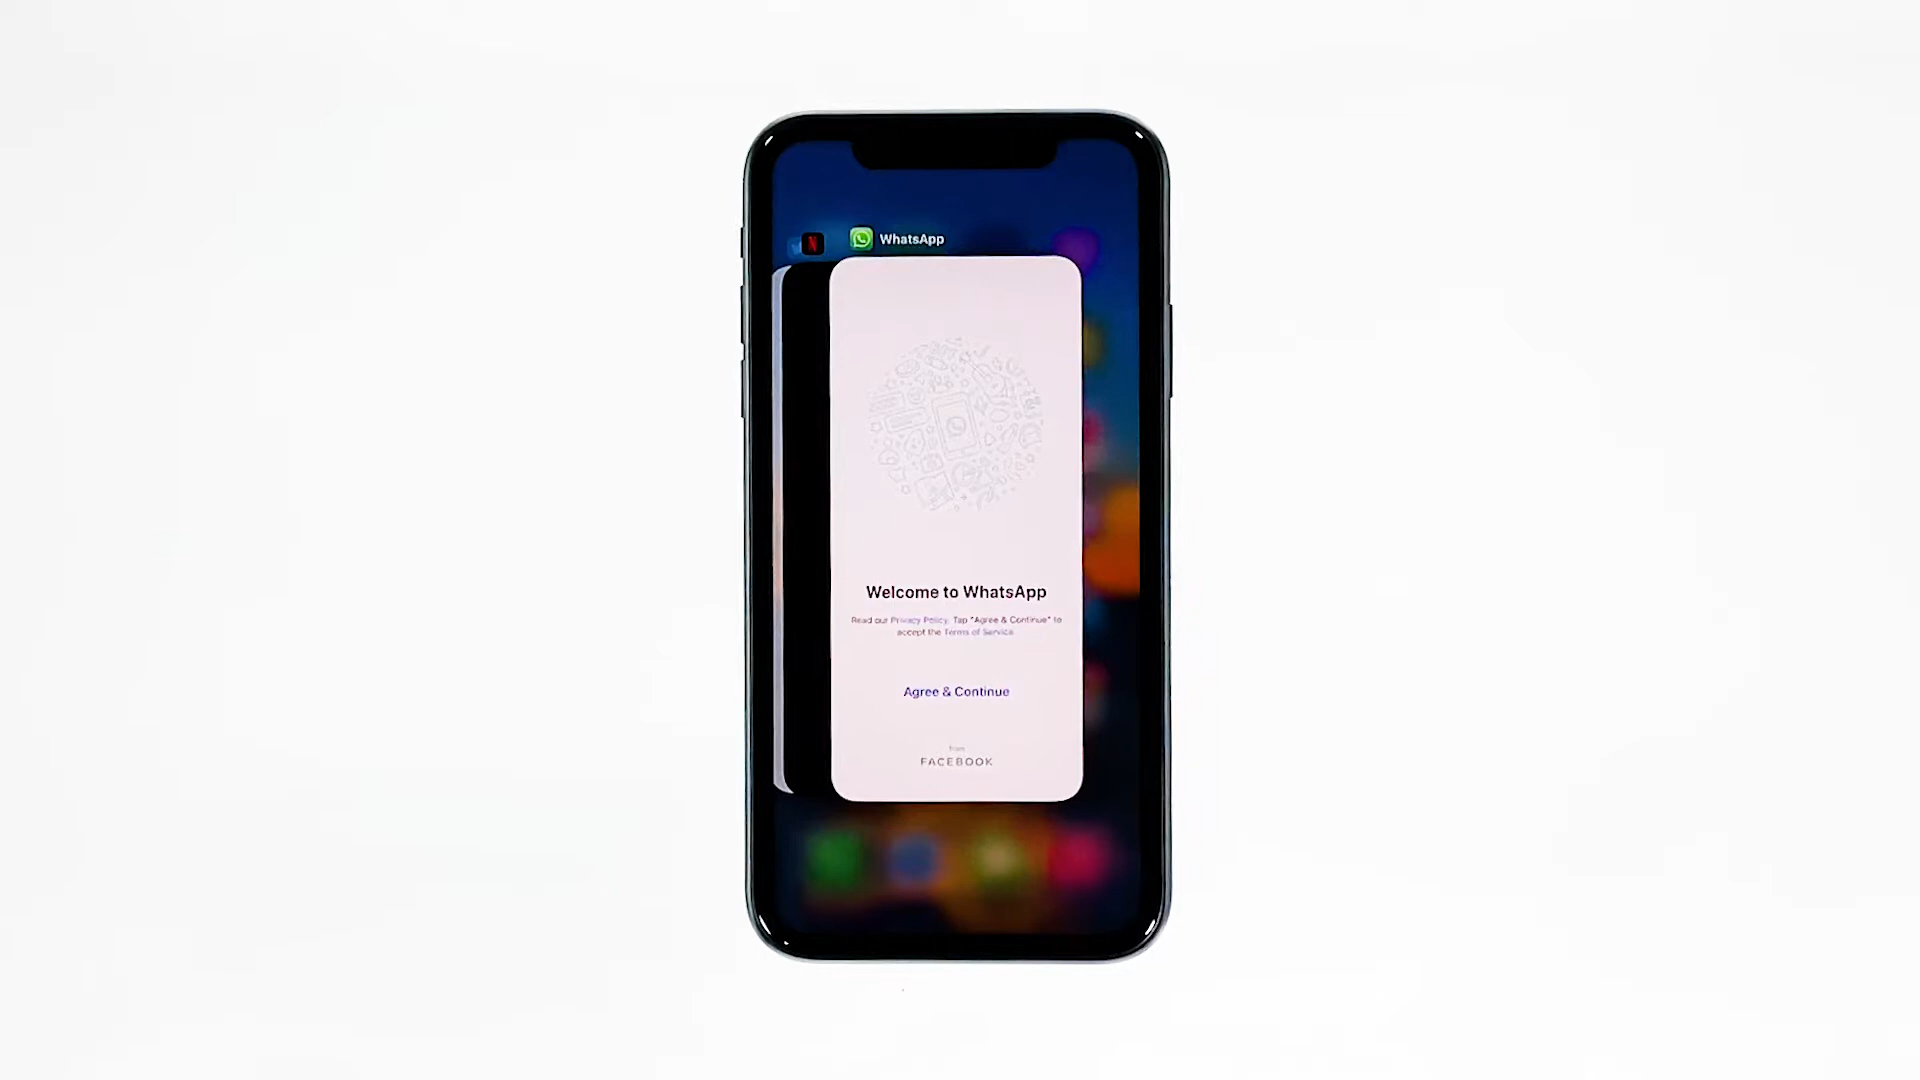 N
WhatsApp
Welcome to WhatsApp
Read our Privacy Policy. Tap "Agree & Continue" to
accept the Terms of Service.
Agree & Continue
from
FACEBOOK